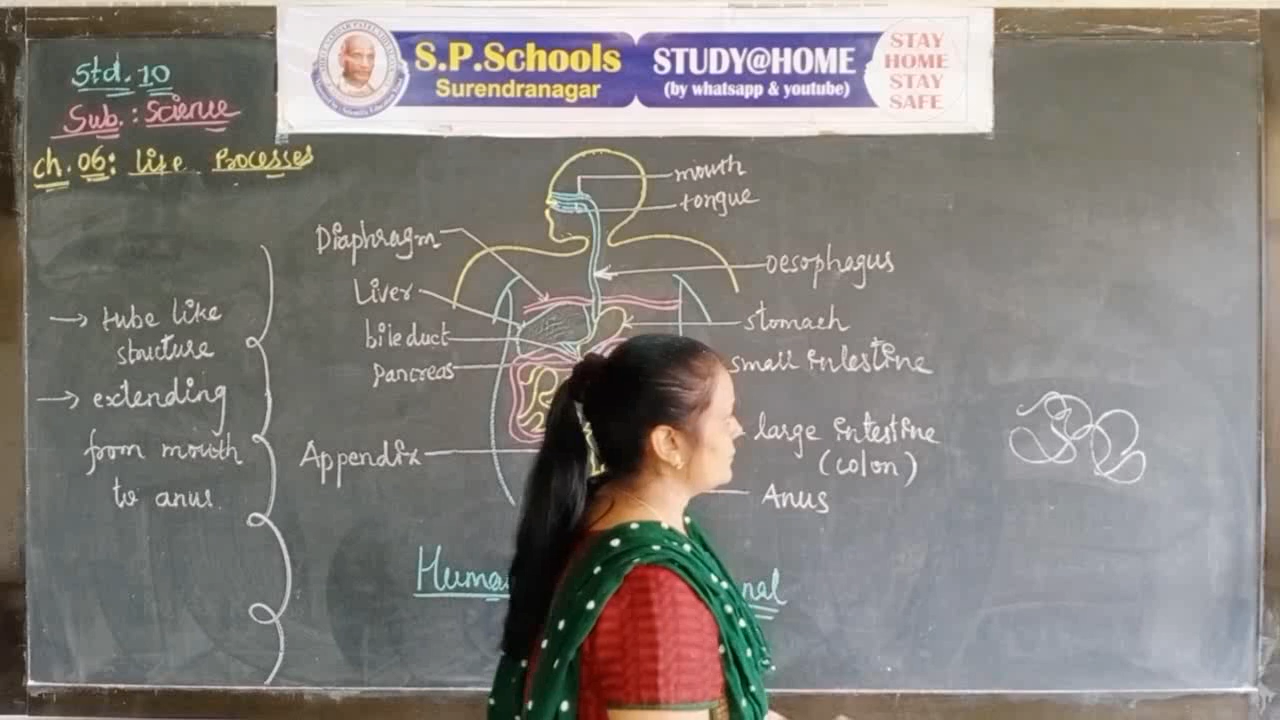 S.P.Schools
Surendranagar
STUDY@HOME
(by whatsapp & youtube)
STAY
HOME
STAY
SAFE
Std. 10
Sub. : Science
Ch. 06: Life Processes
→ tube like
structure
→ extending
from mouth
to anus.
mouth
tongue
Diaphragm
oesophagus
Liver
stomach
bile duct
small intestine
Pancreas
large intestine
(colon)
Appendix
Anus